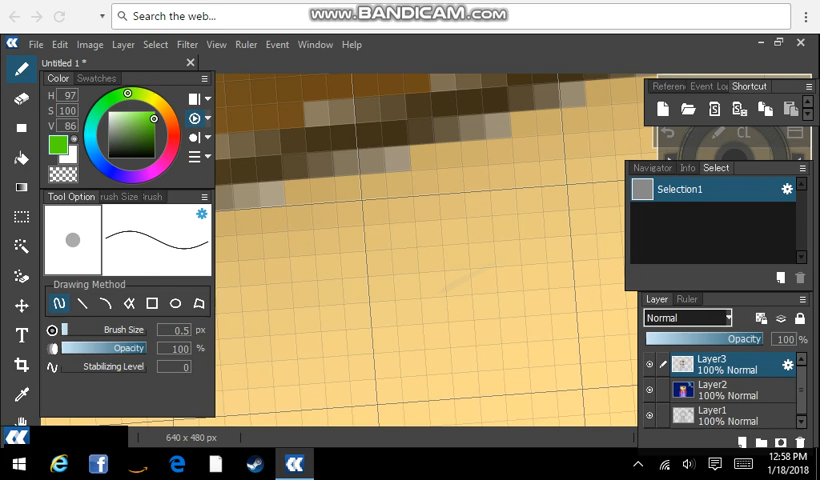 www.BANDICAM.com
Search the web...
File Edit Image Layer Select Filter View Ruler Event Window Help
Untitled 1 *
Color Swatches
H 97
S 100
V 86
Tool Option rush Size rush
Drawing Method
Brush Size 0.5 px
Opacity 100 %
Stabilizing Level 0
Referen Event Lo Shortcut
CL
Navigator Info Select
Selection1
Layer Ruler
Normal
Opacity 100 %
Layer3
100% Normal
Layer2
100% Normal
Layer1
100% Normal
640 x 480 px
12:58 PM
1/18/2018